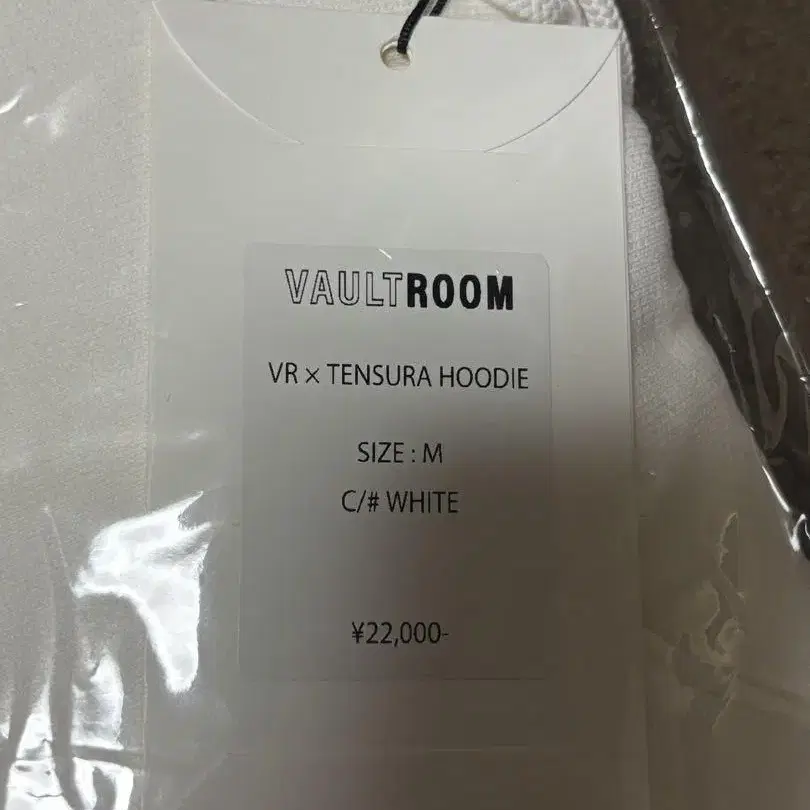 VAULTROOM
VR × TENSURA HOODIE
SIZE : M
C/# WHITE
¥22,000-